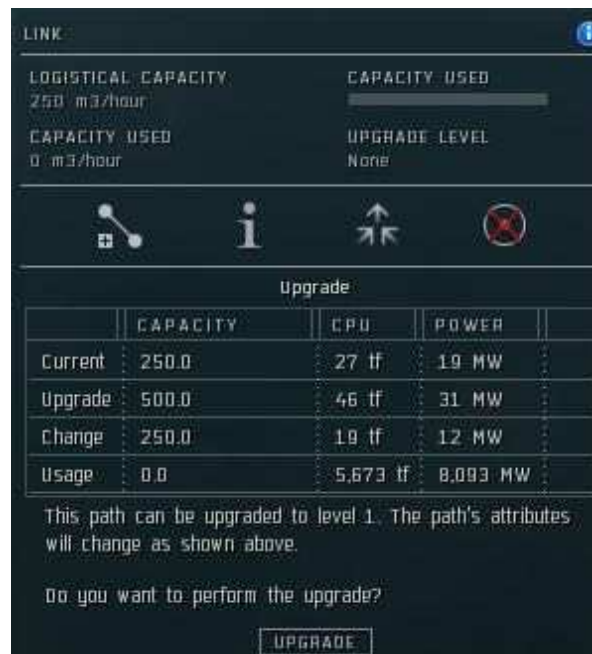 LINK
LOGISTICAL CAPACITY CAPACITY USED
250 m3/hour
CAPACITY USED UPGRADE LEVEL
0 m3/hour None
Upgrade
CAPACITY CPU POWER
Current 250.0 27 tf 19 MW
Upgrade 500.0 46 tf 31 MW
Change 250.0 19 tf 12 MW
Usage 0.0 5,673 tf 8,093 MW
This path can be upgraded to level 1. The path's attributes
will change as shown above.
Do you want to perform the upgrade?
UPGRADE